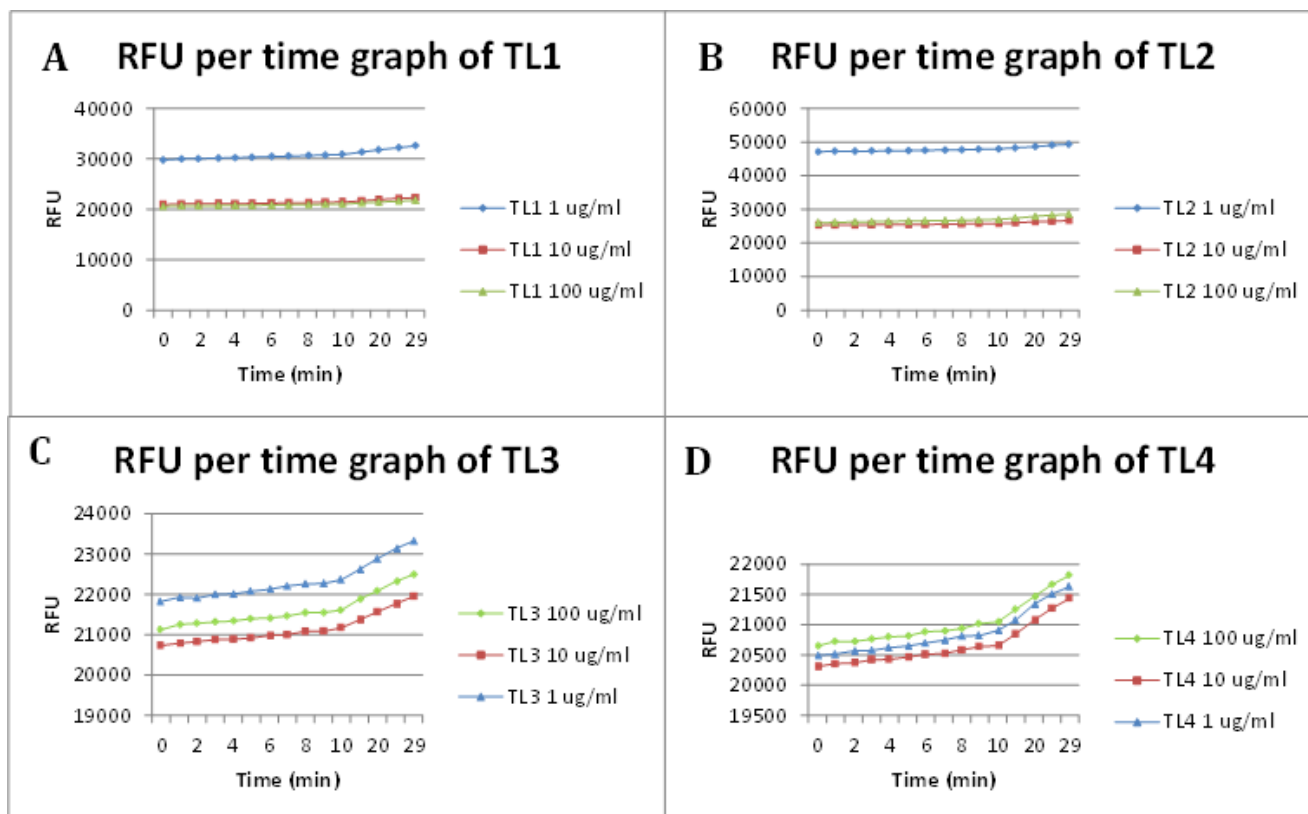 A RFU per time graph of TL1
40000
30000
20000
10000
0
RFU
0 2 4 6 8 10 20 29
Time (min)
TL1 1 ug/ml
TL1 10 ug/ml
TL1 100 ug/ml
B RFU per time graph of TL2
60000
50000
40000
30000
20000
10000
0
RFU
0 2 4 6 8 10 20 29
Time (min)
TL2 1 ug/ml
TL2 10 ug/ml
TL2 100 ug/ml
C RFU per time graph of TL3
24000
23000
22000
21000
20000
19000
RFU
0 2 4 6 8 10 20 29
Time (min)
TL3 100 ug/ml
TL3 10 ug/ml
TL3 1 ug/ml
D RFU per time graph of TL4
22000
21500
21000
20500
20000
19500
RFU
0 2 4 6 8 10 20 29
Time (min)
TL4 100 ug/ml
TL4 10 ug/ml
TL4 1 ug/ml